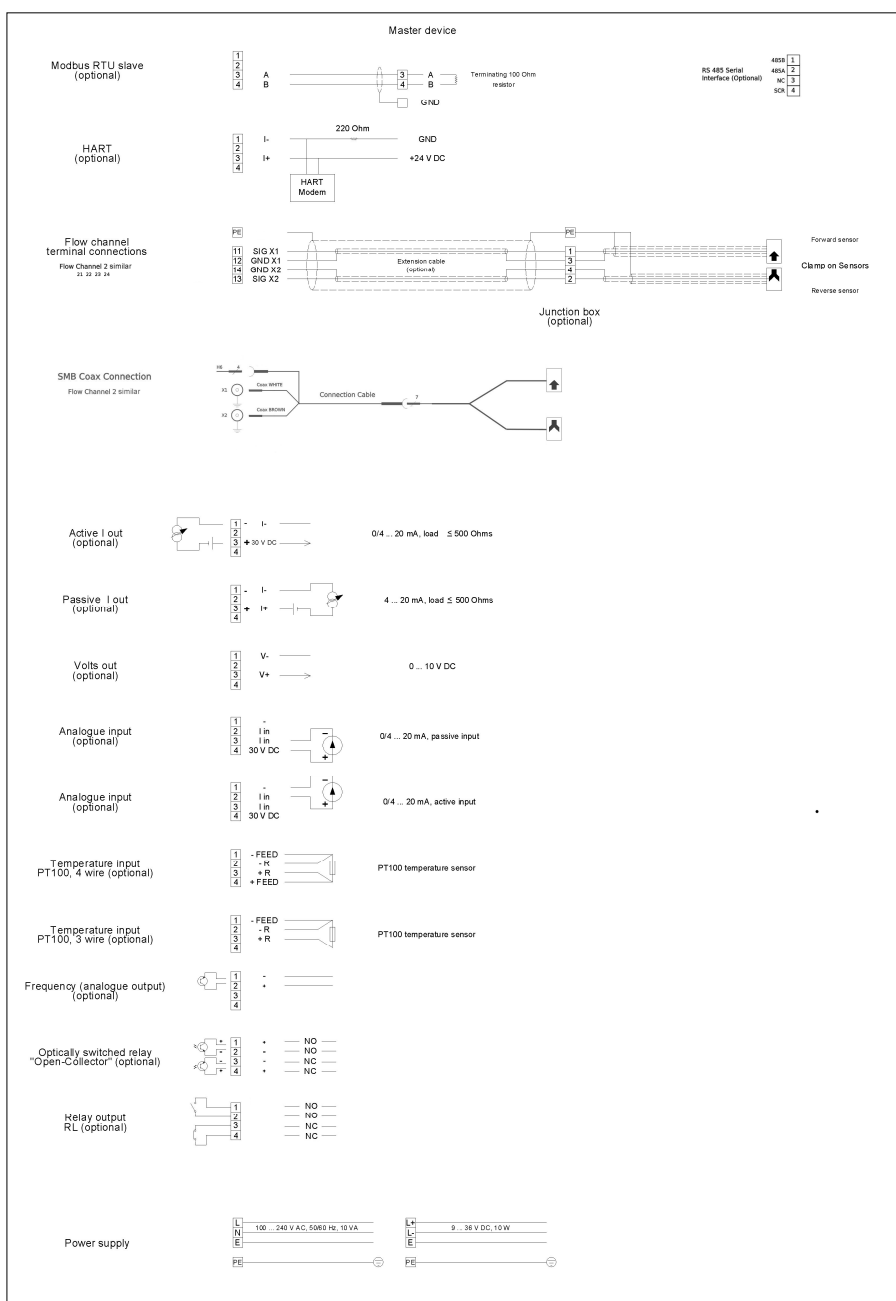 Master device
Modbus RTU slave
(optional)
1
2
3 A
4 B
3 A
4 B
GND
Terminating 100 Ohm
resistor
RS 485 Serial
Interface (Optional)
485B 1
485A 2
NC 3
SCR 4
HART
(optional)
1 I-
2
3 I+
4
220 Ohm
GND
+24 V DC
HART
Modem
Flow channel
terminal connections
Flow Channel 2 similar
21 22 23 24
PE
11 SIG X1
12 GND X1
14 GND X2
13 SIG X2
Extension cable
(optional)
PE
1
3
4
2
Junction box
(optional)
Forward sensor
Clamp on Sensors
Reverse sensor
SMB Coax Connection
Flow Channel 2 similar
H6 4
X1 Coax WHITE
X2 Coax BROWN
Connection Cable
7
Active I out
(optional)
1 - I-
2
3 + 30 V DC
4
0/4 ... 20 mA, load ≤ 500 Ohms
Passive I out
(optional)
1 - I-
2
3 + I+
4
4 ... 20 mA, load ≤ 500 Ohms
Volts out
(optional)
1 V-
2
3 V+
4
0 ... 10 V DC
Analogue input
(optional)
1 -
2 I in
3 I in
4 30 V DC
-
+
0/4 ... 20 mA, passive input
Analogue input
(optional)
1 -
2 I in
3 I in
4 30 V DC
-
+
0/4 ... 20 mA, active input
Temperature input
PT100, 4 wire (optional)
1 - FEED
2 - R
3 + R
4 + FEED
PT100 temperature sensor
Temperature input
PT100, 3 wire (optional)
1 - FEED
2 - R
3 + R
4
PT100 temperature sensor
Frequency (analogue output)
(optional)
1 -
2 +
3
4
Optically switched relay
"Open-Collector" (optional)
+ 1 + NO
- 2 - NO
- 3 - NC
+ 4 + NC
Relay output
RL (optional)
1 NO
2 NO
3 NC
4 NC
Power supply
L
N
E
PE
100 ... 240 V AC, 50/60 Hz, 10 VA
L+
L-
E
PE
9 ... 36 V DC, 10 W